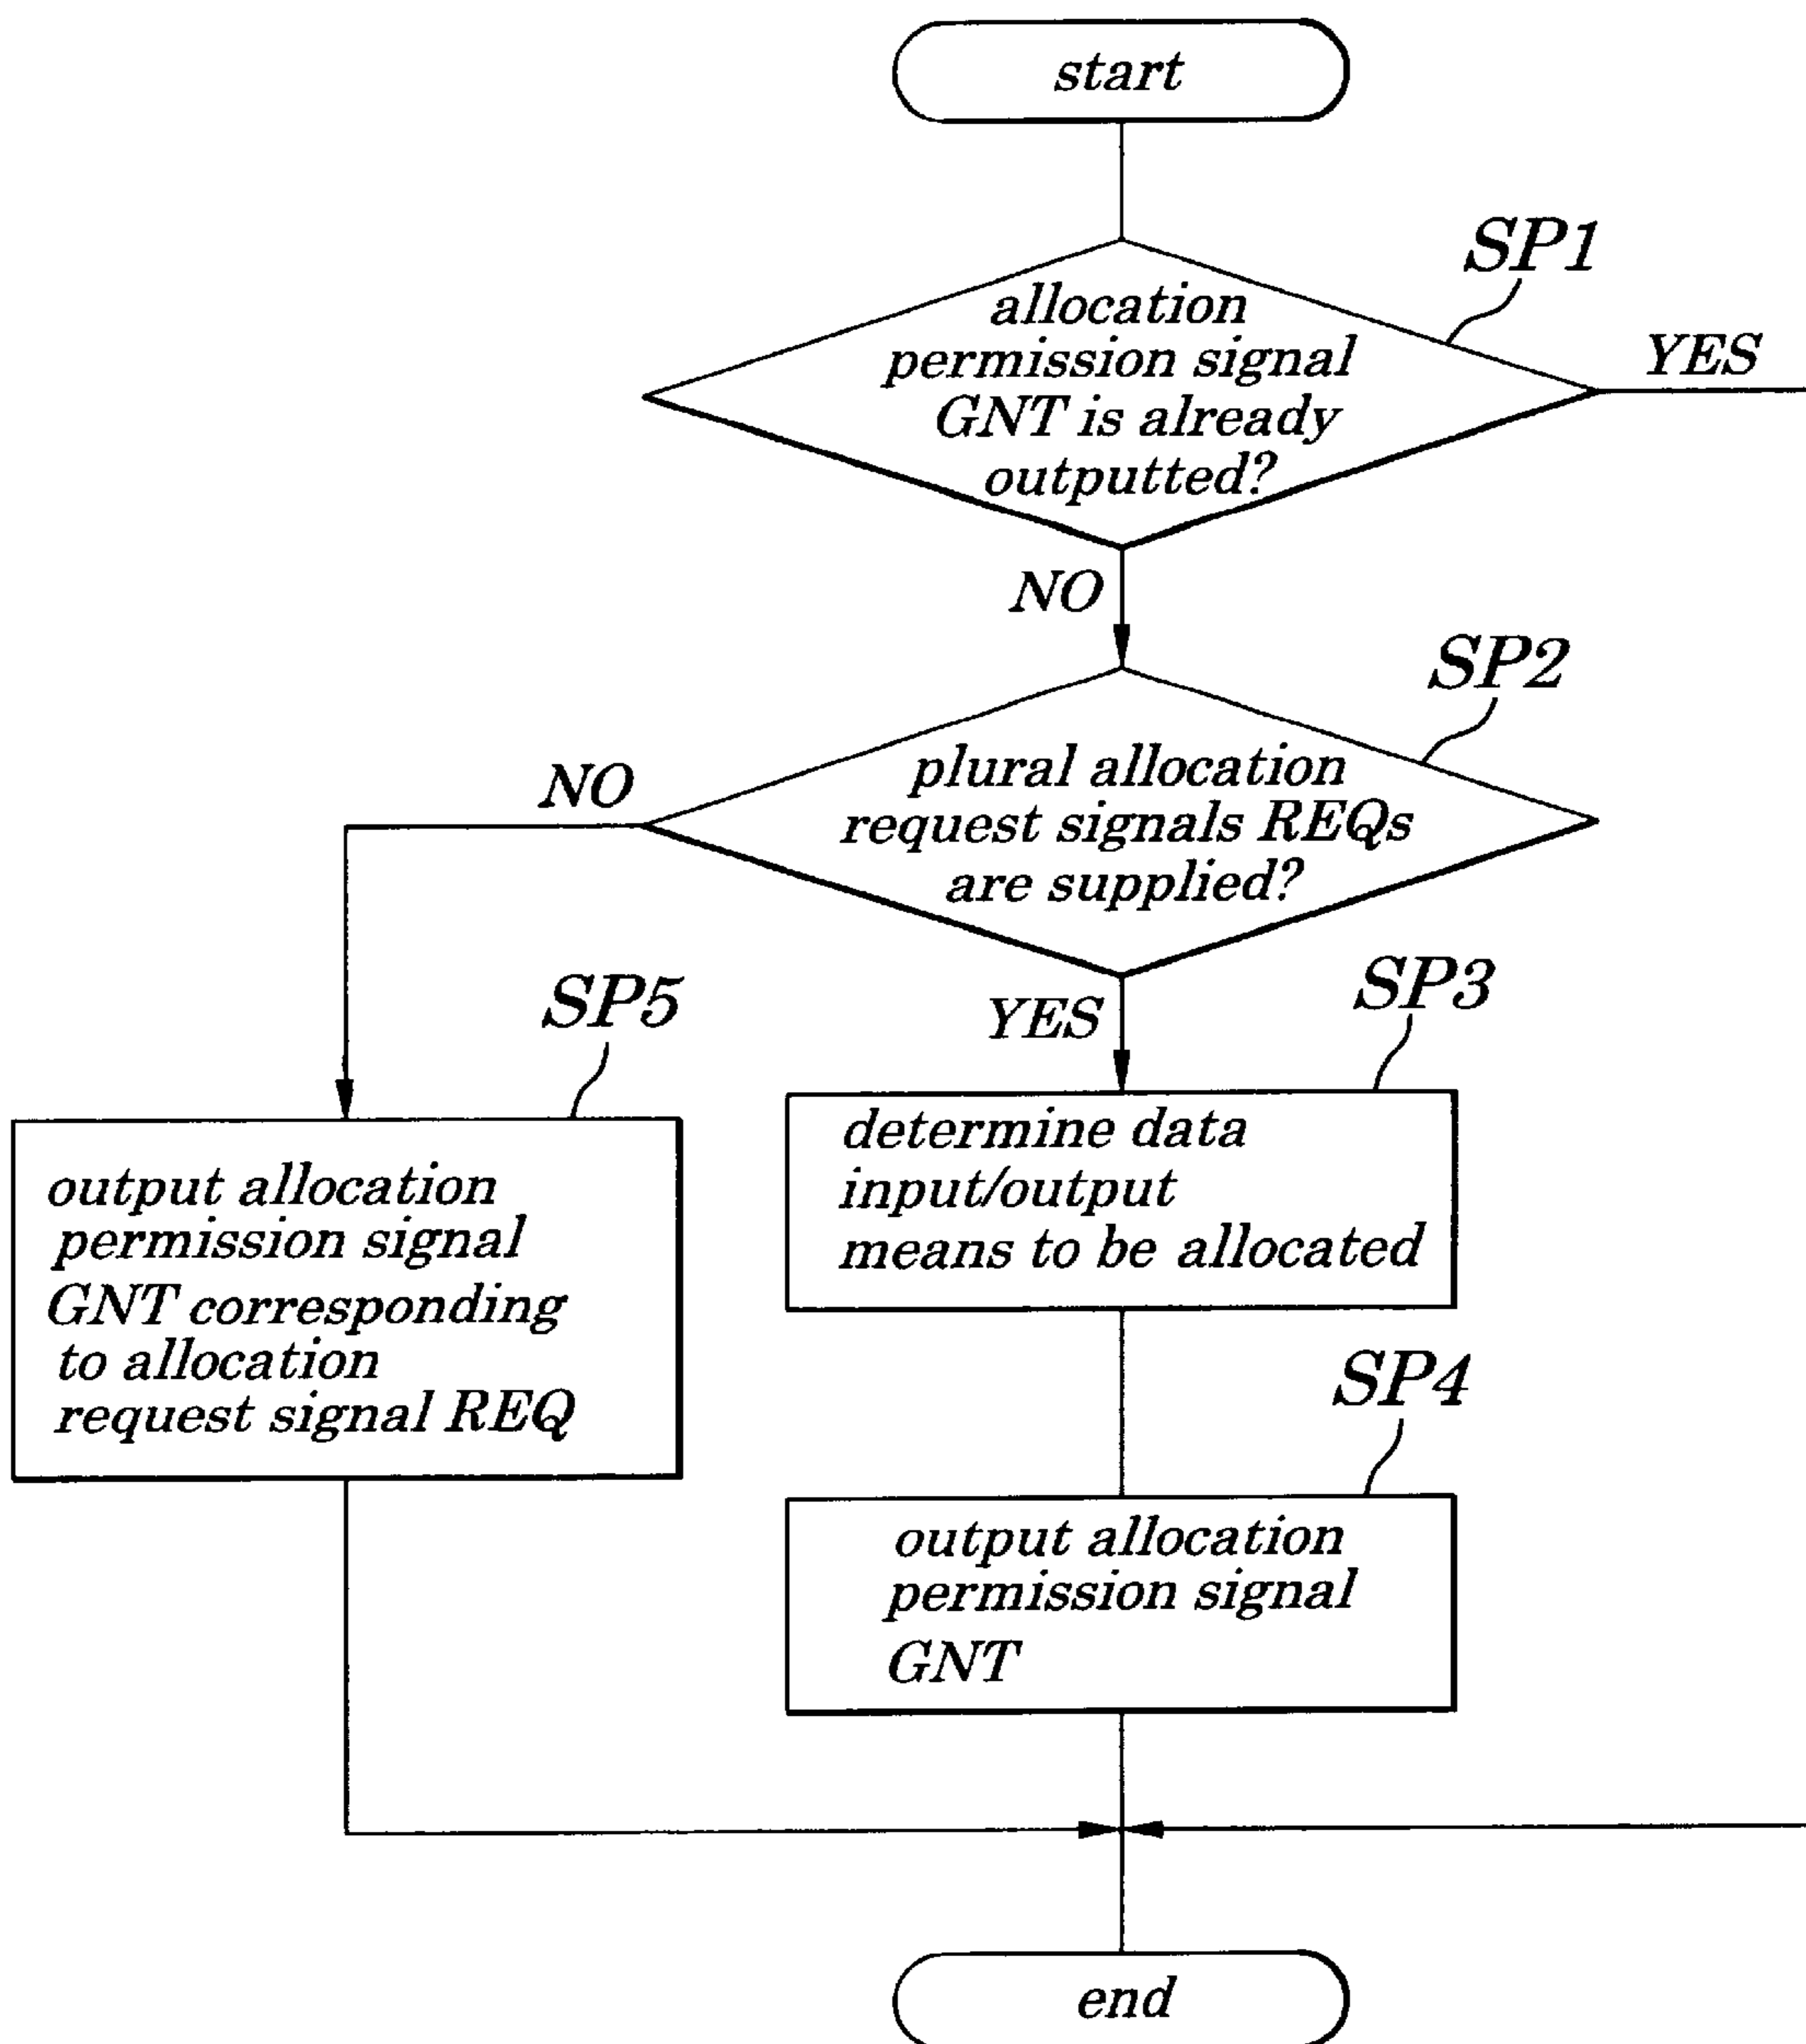 start
SP1
allocation
permission signal
GNT is already
outputted?
YES
NO
SP2
plural allocation
request signals REQs
are supplied?
NO
YES
SP3
determine data
input/output
means to be allocated
SP5
output allocation
permission signal
GNT corresponding
to allocation
request signal REQ
SP4
output allocation
permission signal
GNT
end